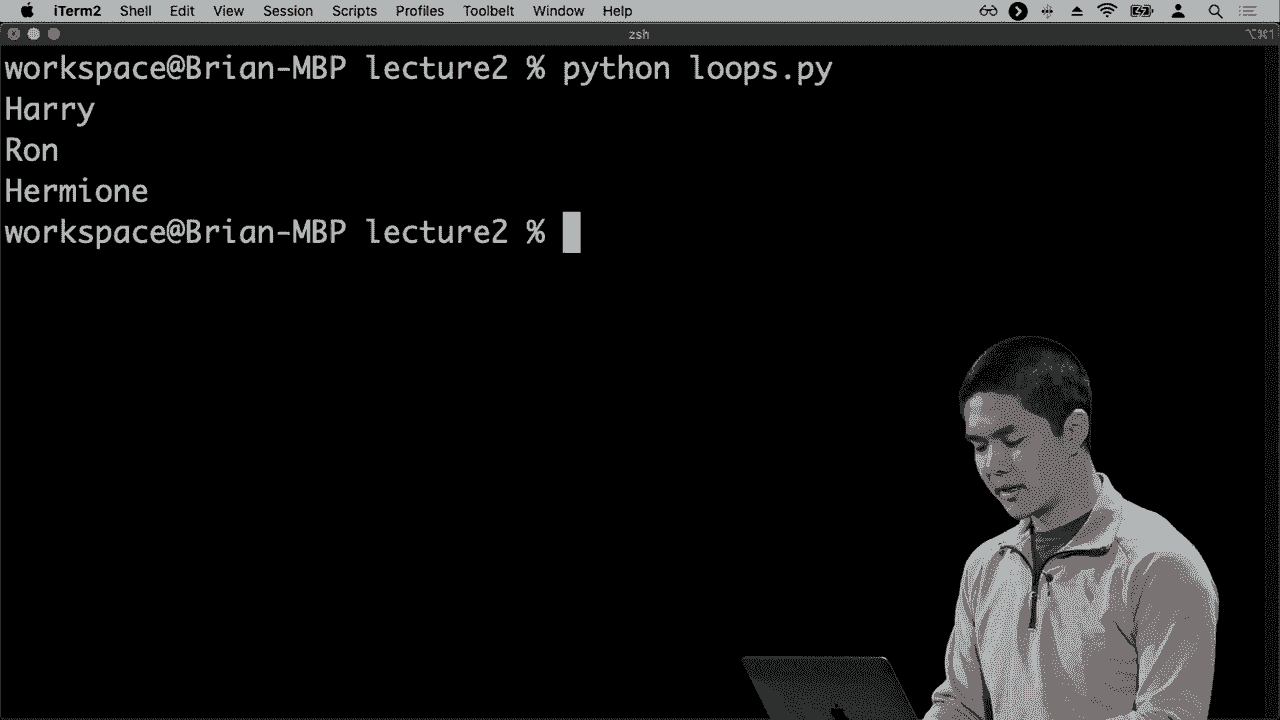 iTerm2 Shell Edit View Session Scripts Profiles Toolbelt Window Help
zsh ⌥⌘1
workspace@Brian-MBP lecture2 % python loops.py
Harry
Ron
Hermione
workspace@Brian-MBP lecture2 %